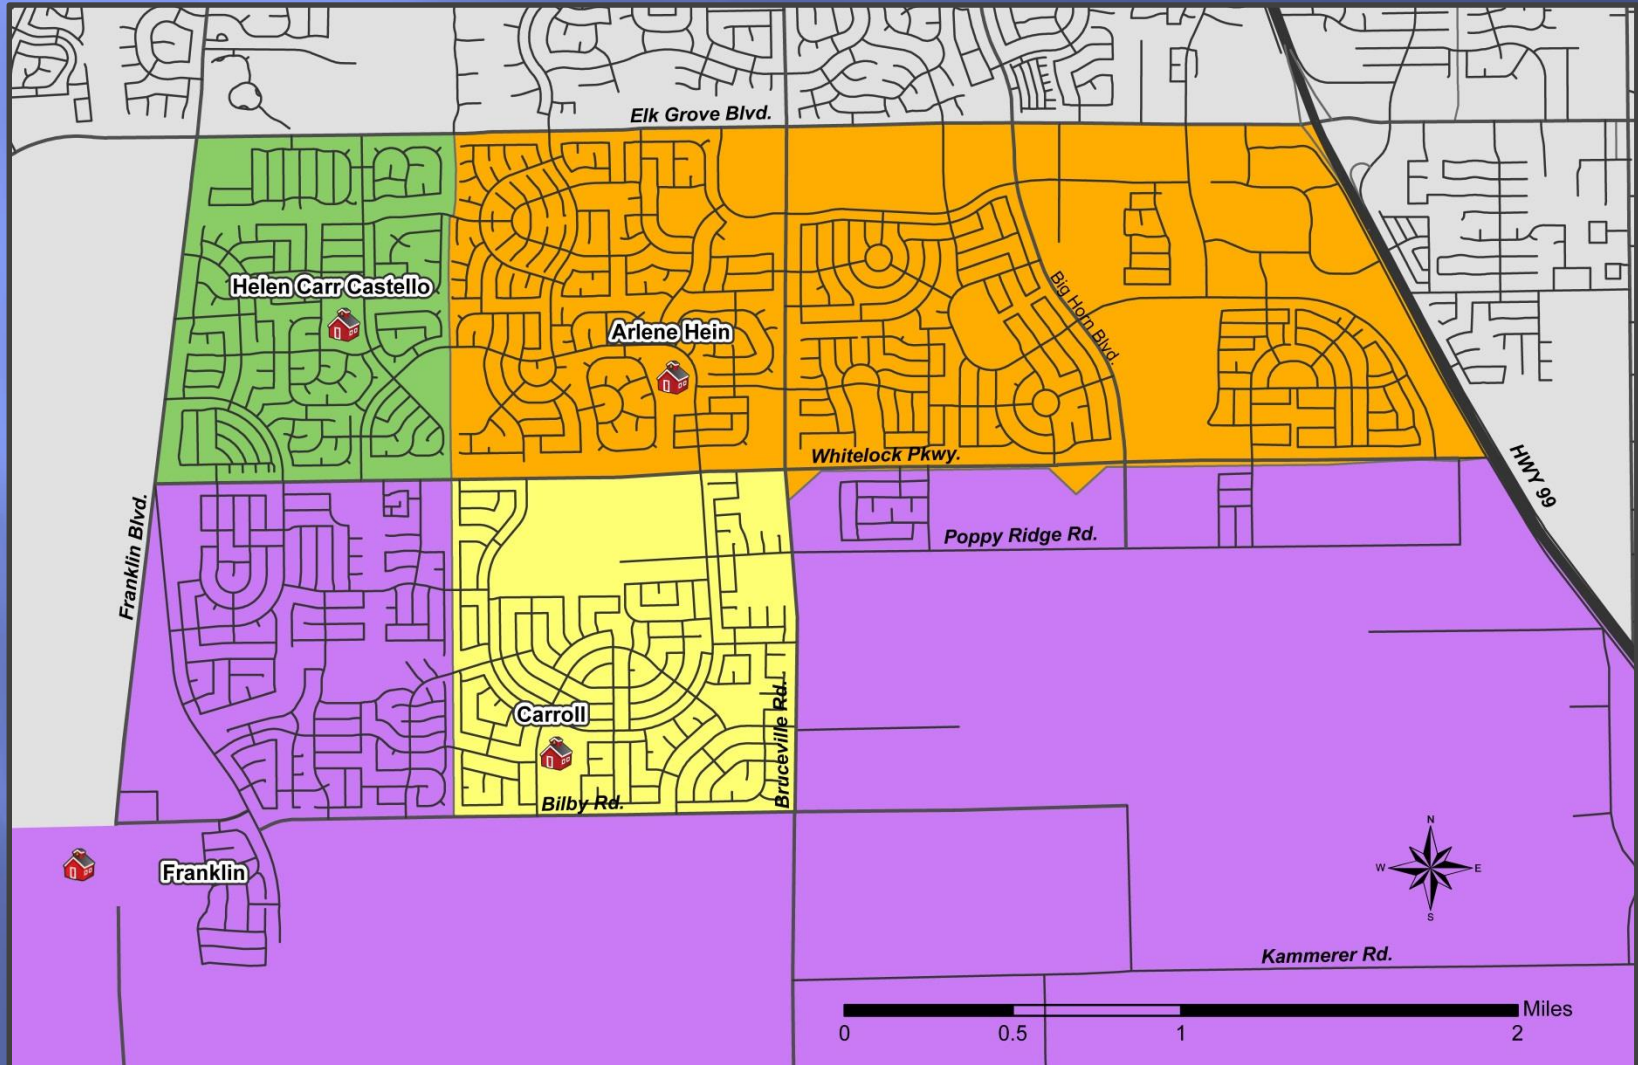 Elk Grove Blvd.
Helen Carr Castello
Arlene Hein
Big Horn Blvd.
Whitelock Pkwy.
HWY 99
Franklin Blvd.
Poppy Ridge Rd.
Carroll
Bruceville Rd.
Bilby Rd.
Franklin
N
W
E
S
Kammerer Rd.
Miles
0 0.5 1 2